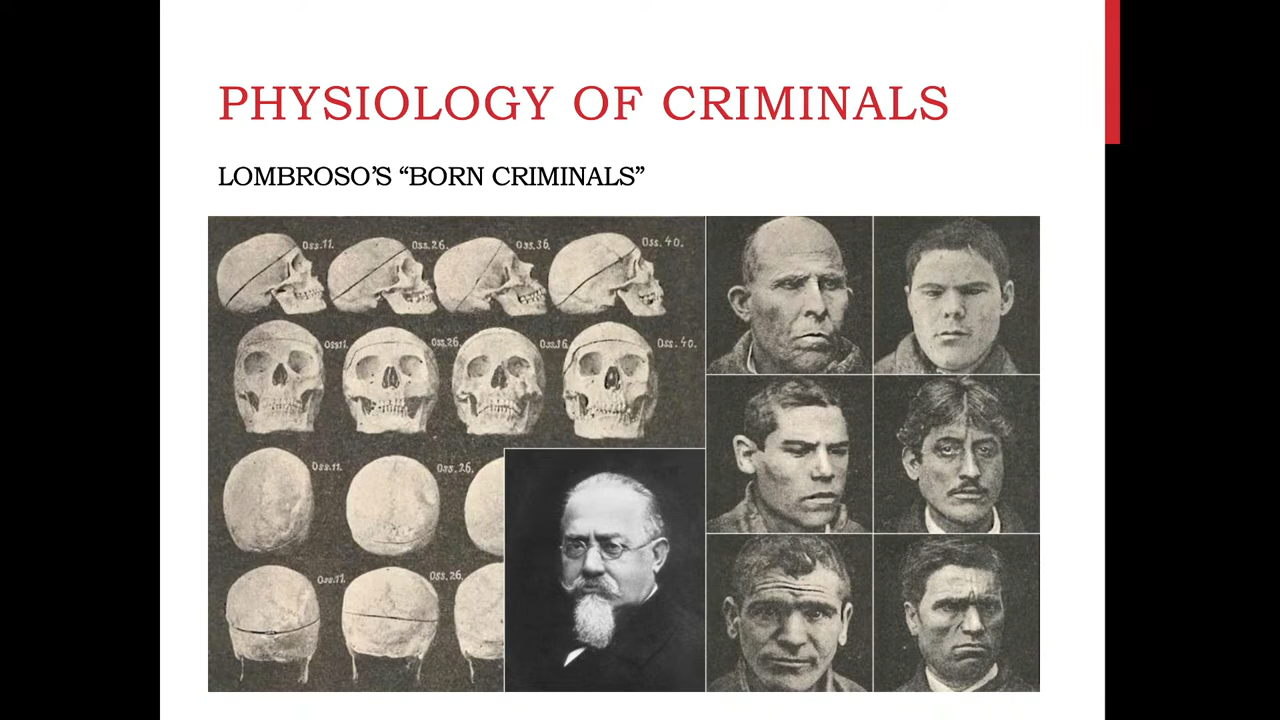 PHYSIOLOGY OF CRIMINALS
LOMBROSO’S “BORN CRIMINALS”
Oss.11. Oss.26. Oss.36. Oss.40.
Oss.11. Oss.26. Oss.36. Oss.40.
Oss.11. Oss.26.
Oss.11. Oss.26.